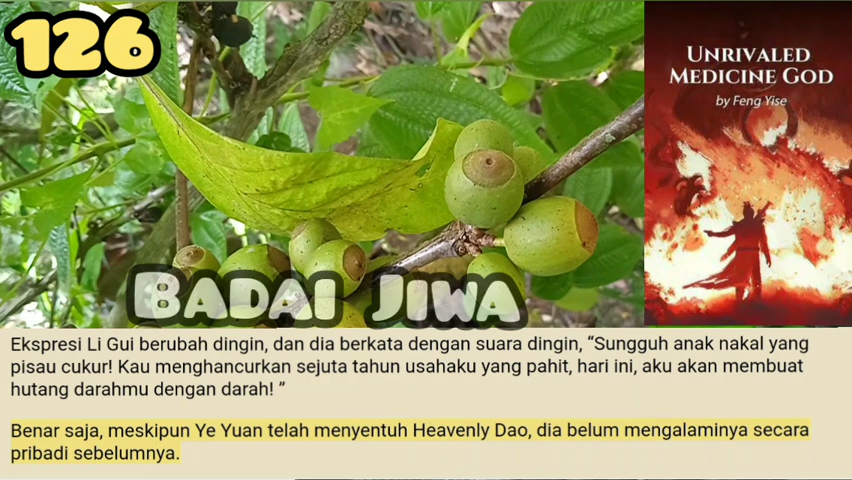 126
UNRIVALED
MEDICINE GOD
by Feng Yise
BADAI JIWA
Ekspresi Li Gui berubah dingin, dan dia berkata dengan suara dingin, “Sungguh anak nakal yang
pisau cukur! Kau menghancurkan sejuta tahun usahaku yang pahit, hari ini, aku akan membuat
hutang darahmu dengan darah! ”
Benar saja, meskipun Ye Yuan telah menyentuh Heavenly Dao, dia belum mengalaminya secara
pribadi sebelumnya.